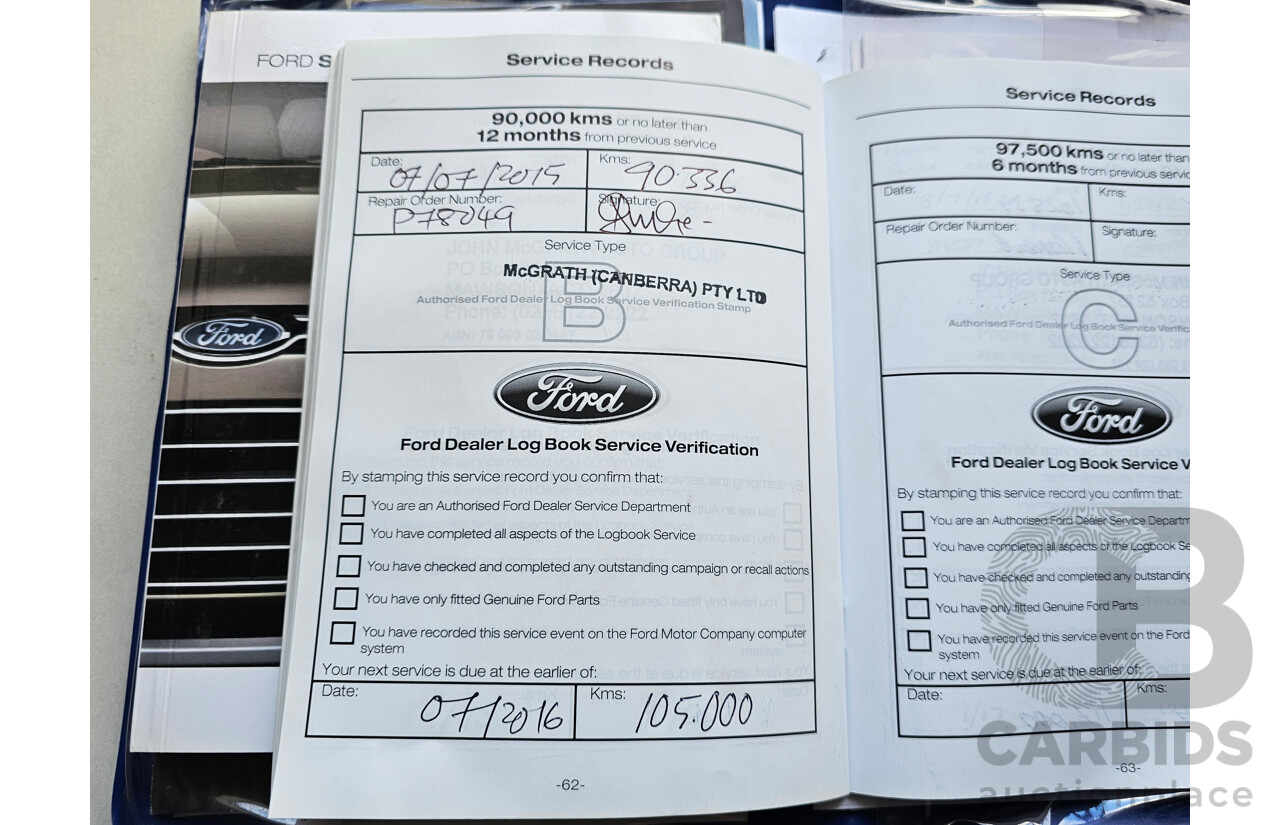 FORD S
Service Records
90,000 kms or no later than
12 months from previous service
Date: 07/07/2015
Kms: 90.336
Repair Order Number: P78049
Signature:
Service Type
B
McGRATH (CANBERRA) PTY LTD
Authorised Ford Dealer Log Book Service Verification Stamp
Ford
Ford Dealer Log Book Service Verification
By stamping this service record you confirm that:
You are an Authorised Ford Dealer Service Department
You have completed all aspects of the Logbook Service
You have checked and completed any outstanding campaign or recall actions
You have only fitted Genuine Ford Parts
You have recorded this service event on the Ford Motor Company computer
system
Your next service is due at the earlier of:
Date: 07/2016
Kms: 105.000
-62-
Ford
Service Records
97,500 kms or no later than
6 months from previous servic
Date:
Kms:
Repair Order Number:
Signature:
Service Type
C
Authorised Ford Dealer Log Book Service Verific
Ford
Ford Dealer Log Book Service V
By stamping this service record you confirm that:
You are an Authorised Ford Dealer Service Departm
You have completed all aspects of the Logbook Se
You have checked and completed any outstanding
You have only fitted Genuine Ford Parts
You have recorded this service event on the Ford
system
Your next service is due at the earlier of:
Date:
Kms:
-63-
CARBIDS
auctionplace